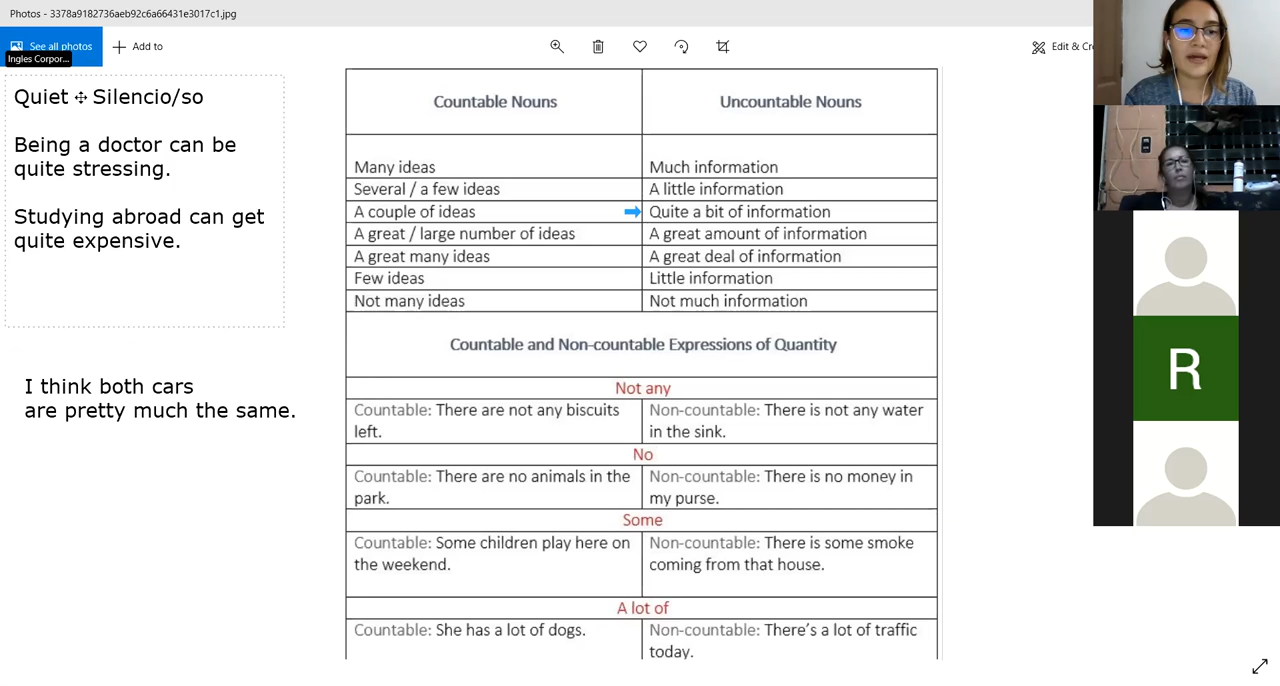 Photos - 3378a9182736aeb92c6a66431e3017c1.jpg
See all photos
Add to
Edit & Cr
Ingles Corpor...
Quiet Silencio/so
Being a doctor can be
quite stressing.
Studying abroad can get
quite expensive.
I think both cars
are pretty much the same.
Countable Nouns
Uncountable Nouns
Many ideas
Much information
Several / a few ideas
A little information
A couple of ideas
Quite a bit of information
A great / large number of ideas
A great amount of information
A great many ideas
A great deal of information
Few ideas
Little information
Not many ideas
Not much information
Countable and Non-countable Expressions of Quantity
Not any
Countable: There are not any biscuits
left.
Non-countable: There is not any water
in the sink.
No
Countable: There are no animals in the
park.
Non-countable: There is no money in
my purse.
Some
Countable: Some children play here on
the weekend.
Non-countable: There is some smoke
coming from that house.
A lot of
Countable: She has a lot of dogs.
Non-countable: There's a lot of traffic
today.
R